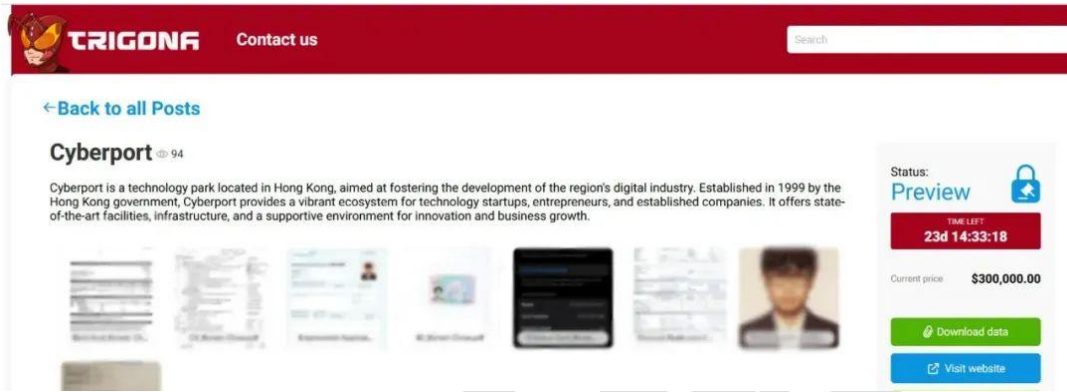 TRIGONA
Contact us
Search
←Back to all Posts
Cyberport 94
Cyberport is a technology park located in Hong Kong, aimed at fostering the development of the region's digital industry. Established in 1999 by the
Hong Kong government, Cyberport provides a vibrant ecosystem for technology startups, entrepreneurs, and established companies. It offers state-
of-the-art facilities, infrastructure, and a supportive environment for innovation and business growth.
Status:
Preview
TIME LEFT
23d 14:33:18
Current price $300,000.00
Download data
Visit website